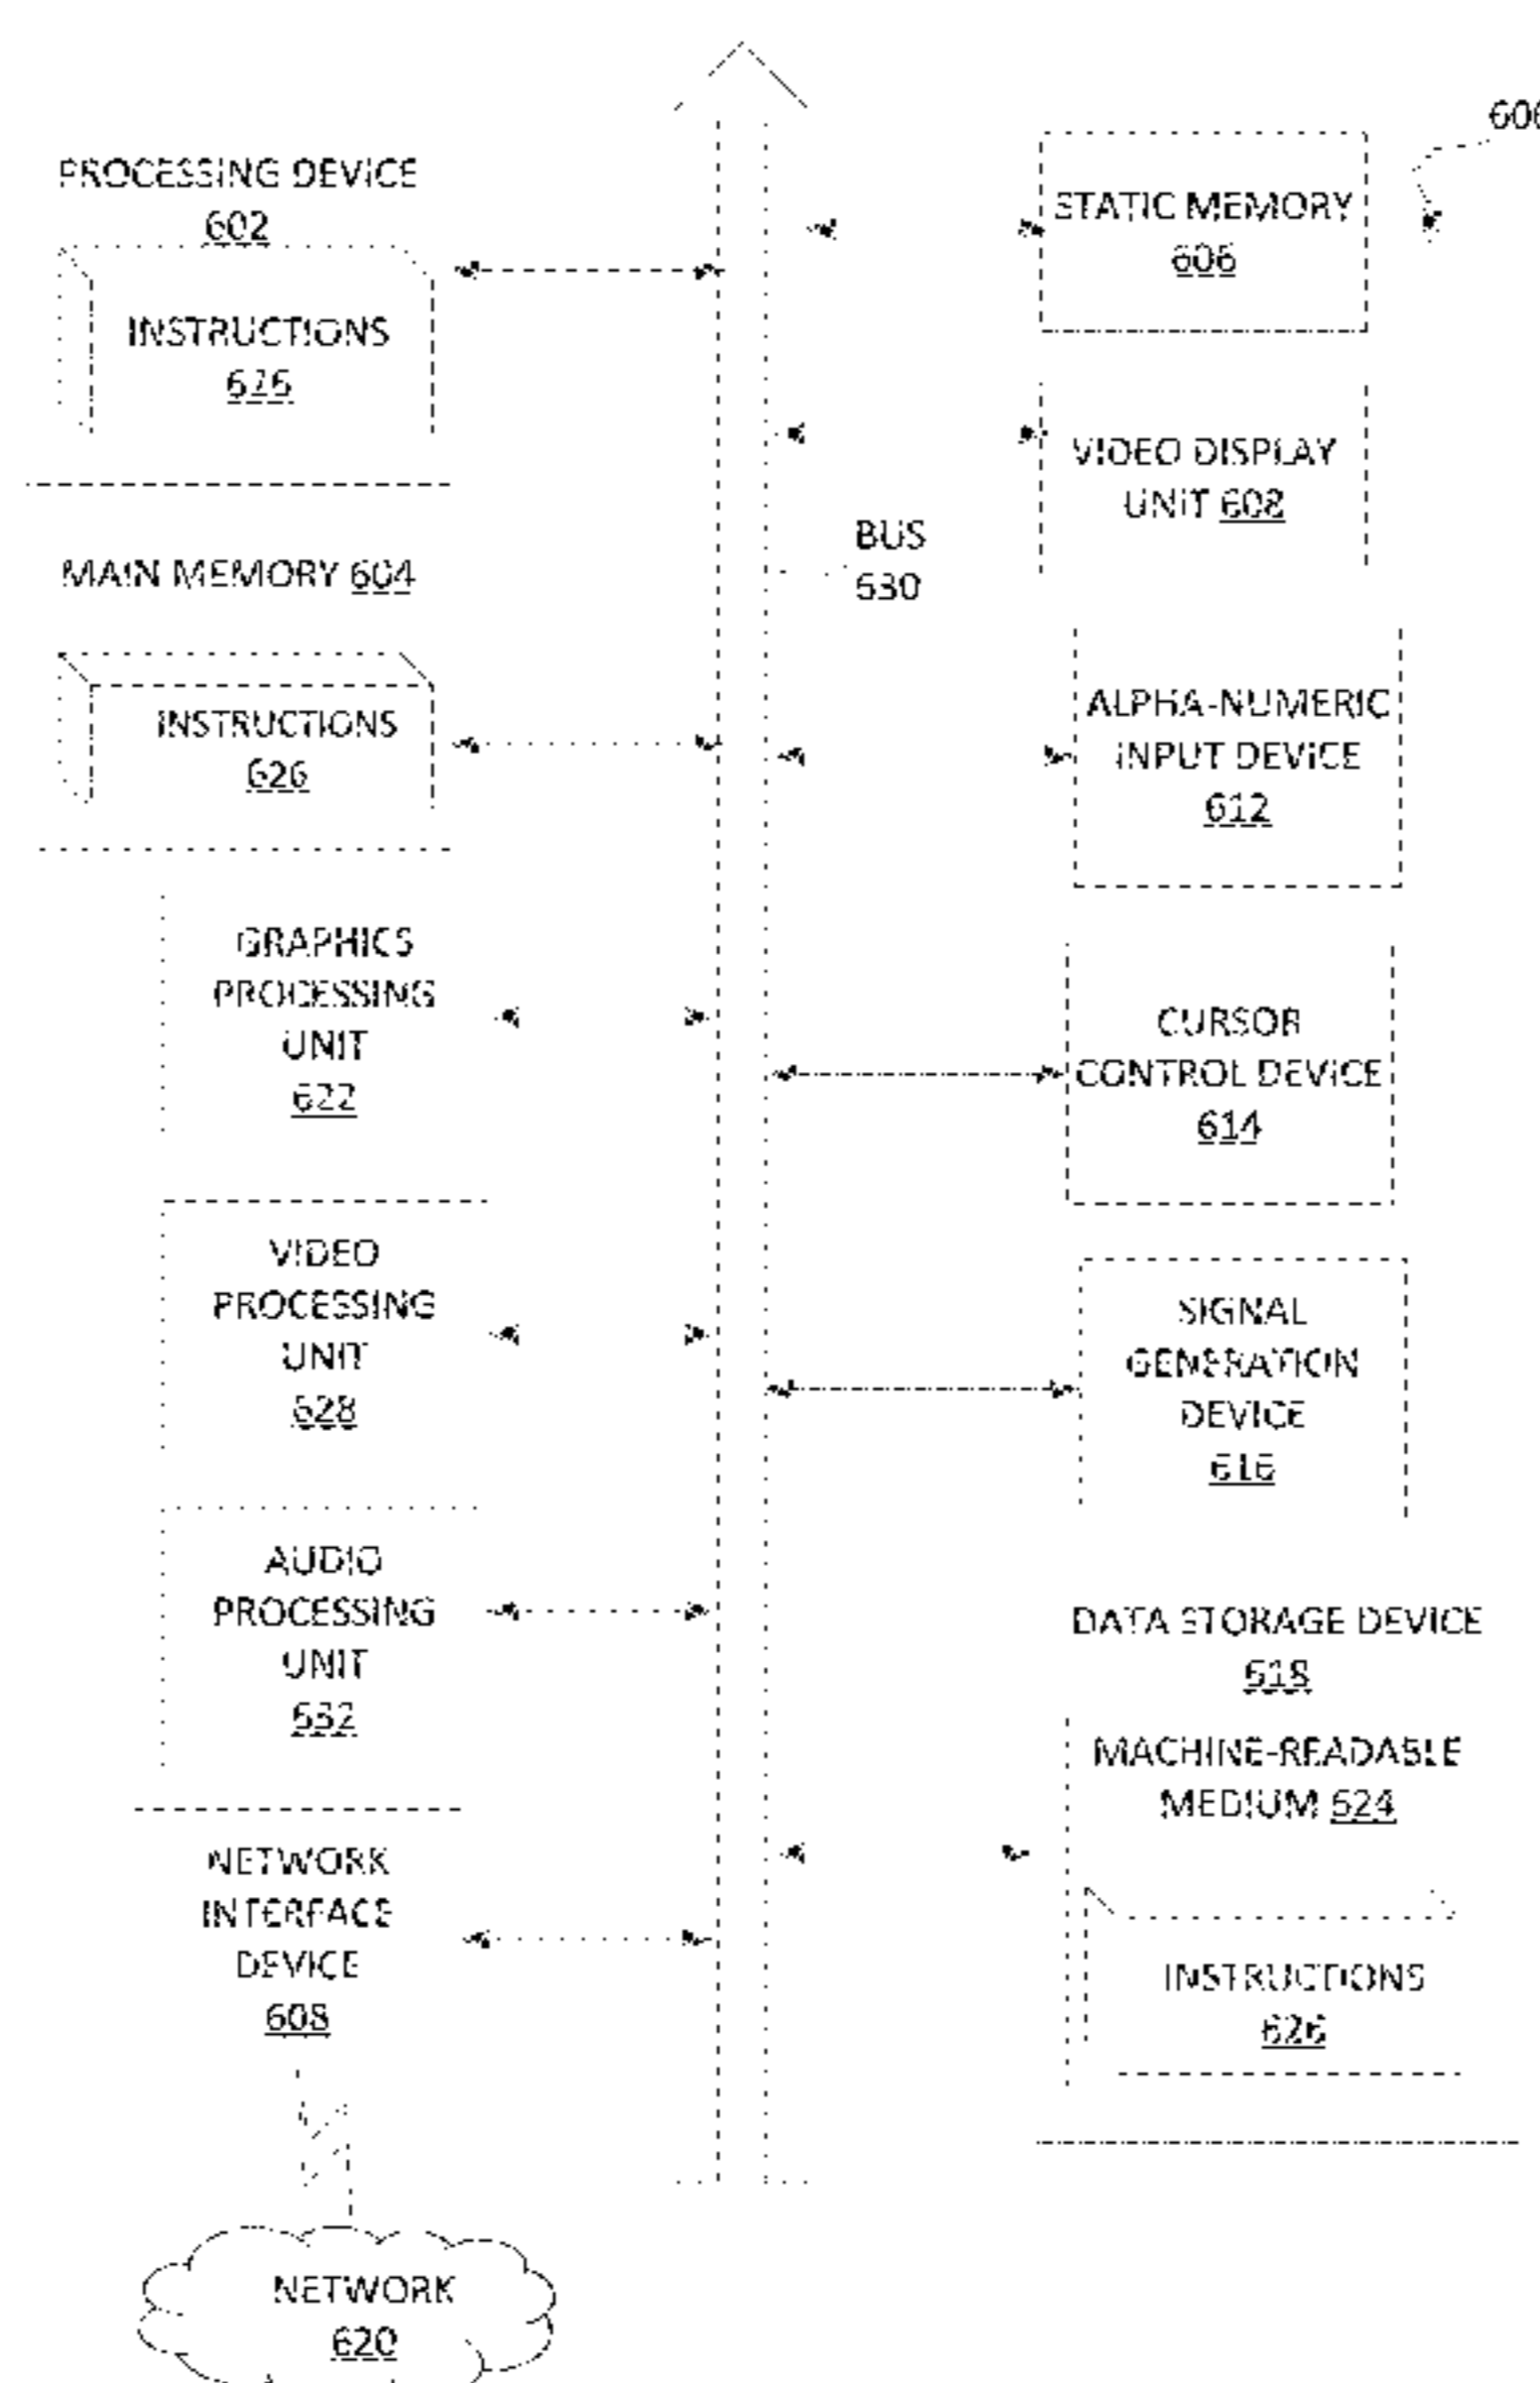 PROCESSING DEVICE
602
INSTRUCTIONS
626
MAIN MEMORY 604
INSTRUCTIONS
626
GRAPHICS
PROCESSING
UNIT
622
VIDEO
PROCESSING
UNIT
628
AUDIO
PROCESSING
UNIT
632
NETWORK
INTERFACE
DEVICE
608
NETWORK
620
BUS
630
STATIC MEMORY
606
VIDEO DISPLAY
UNIT 608
ALPHA-NUMERIC
INPUT DEVICE
612
CURSOR
CONTROL DEVICE
614
SIGNAL
GENERATION
DEVICE
616
DATA STORAGE DEVICE
618
MACHINE-READABLE
MEDIUM 624
INSTRUCTIONS
626